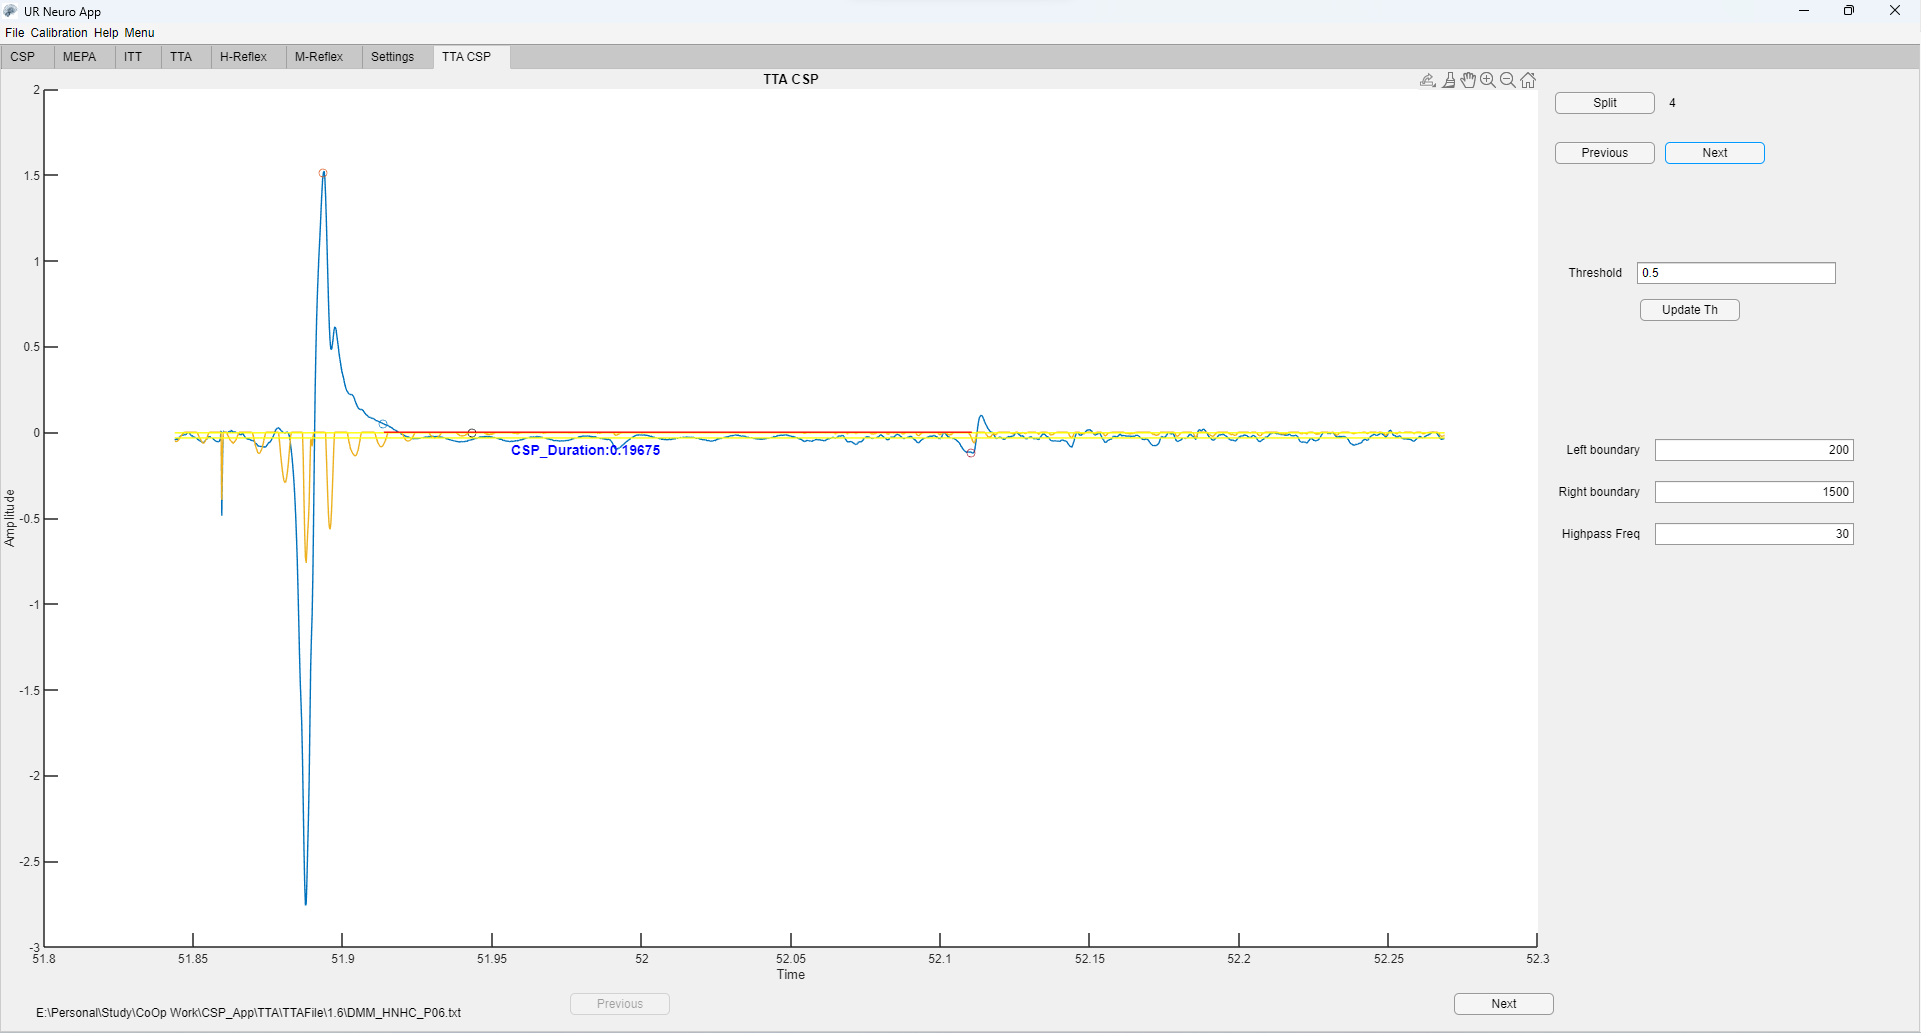 UR Neuro App
File Calibration Help Menu
CSP MEPA ITT TTA H-Reflex M-Reflex Settings TTA CSP
TTA CSP
Split 4
Previous Next
Threshold 0.5
Update Th
Left boundary 200
Right boundary 1500
Highpass Freq 30
2
1.5
1
0.5
0
-0.5
-1
-1.5
-2
-2.5
-3
Amplitude
CSP_Duration:0.19675
51.8 51.85 51.9 51.95 52 52.05 52.1 52.15 52.2 52.25 52.3
Time
Previous Next
E:\Personal\Study\CoOp Work\CSP_App\TTA\TTAFile\1.6\DMM_HNHC_P06.txt